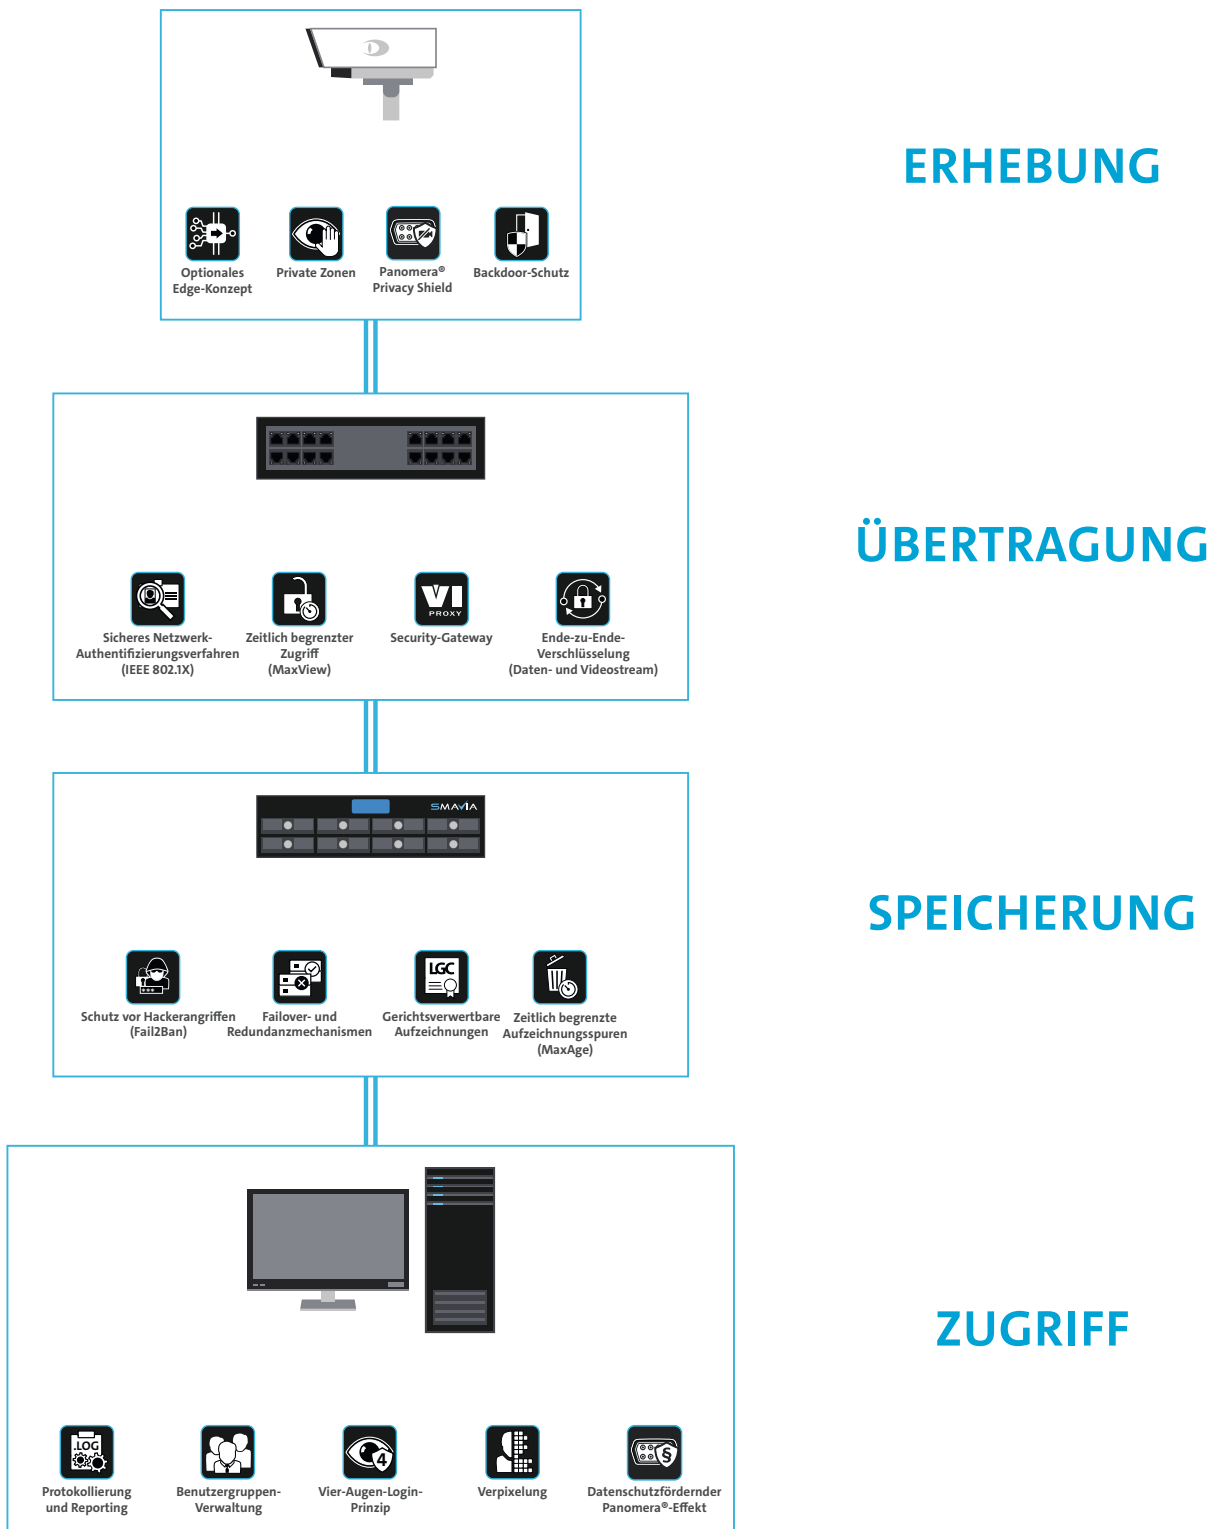 ERHEBUNG
Optionales
Edge-Konzept
Private Zonen
Panomera®
Privacy Shield
Backdoor-Schutz
ÜBERTRAGUNG
VI
PROXY
Sicheres Netzwerk-
Authentifizierungsverfahren
(IEEE 802.1X)
Zeitlich begrenzter
Zugriff
(MaxView)
Security-Gateway
Ende-zu-Ende-
Verschlüsselung
(Daten- und Videostream)
SMAVIA
SPEICHERUNG
***
LGC
Schutz vor Hackerangriffen
(Fail2Ban)
Failover- und
Redundanzmechanismen
Gerichtsverwertbare
Aufzeichnungen
Zeitlich begrenzte
Aufzeichnungsspuren
(MaxAge)
ZUGRIFF
.LOG
4
§
Protokollierung
und Reporting
Benutzergruppen-
Verwaltung
Vier-Augen-Login-
Prinzip
Verpixelung
Datenschutzfördernder
Panomera®-Effekt